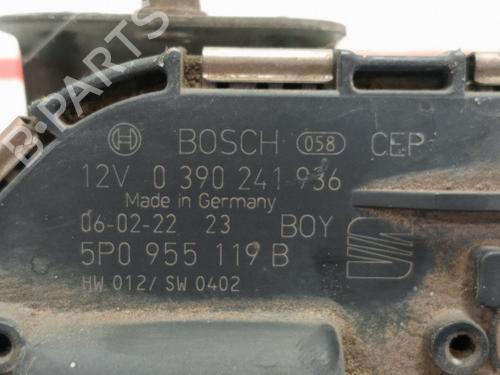 BOSCH 058 CEP
12V 0 390 241 936
Made in Germany
06-02-22 23 BOY
5P0 955 119 B
HW 012/ SW 0402
B-PARTS